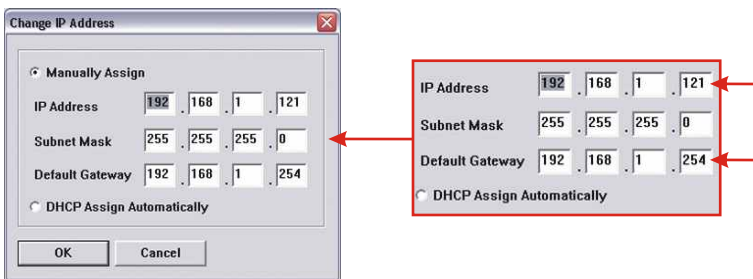 Change IP Address
Manually Assign
IP Address 192 . 168 . 1 . 121
Subnet Mask 255 . 255 . 255 . 0
Default Gateway 192 . 168 . 1 . 254
DHCP Assign Automatically
OK Cancel
IP Address 192 . 168 . 1 . 121
Subnet Mask 255 . 255 . 255 . 0
Default Gateway 192 . 168 . 1 . 254
DHCP Assign Automatically